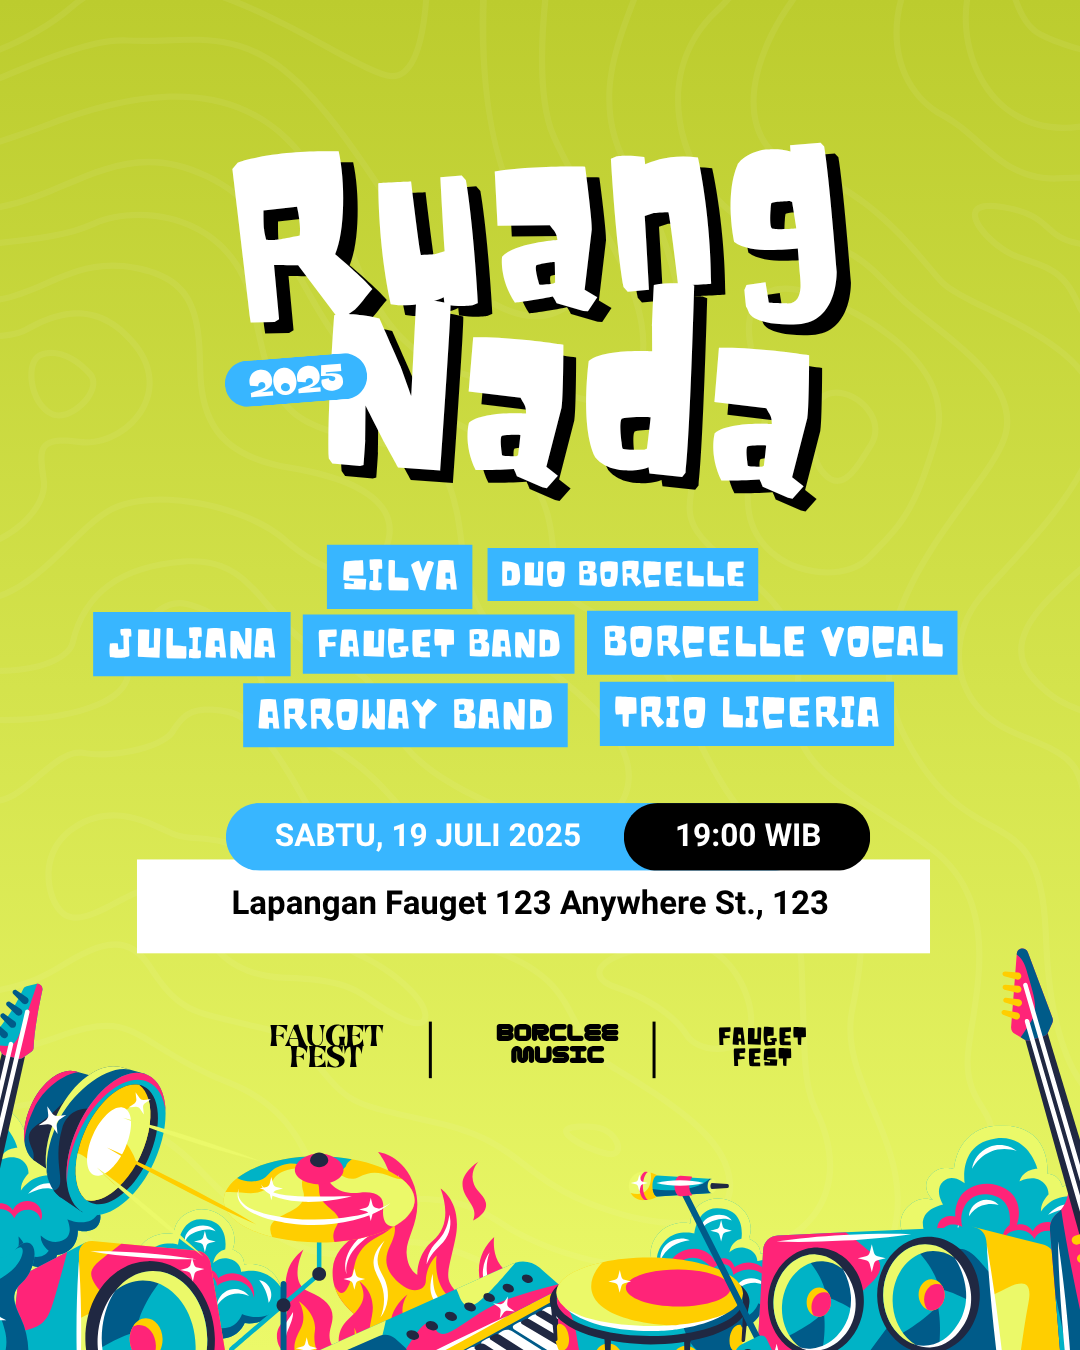 Ruang
Nada
2025
SILVA
DUO BORCELLE
JULIANA
FAUGET BAND
BORCELLE VOCAL
ARROWAY BAND
TRIO LICERIA
SABTU, 19 JULI 2025
19:00 WIB
Lapangan Fauget 123 Anywhere St., 123
FAUGET
FEST
BORCLEE
MUSIC
FAUGET
FEST